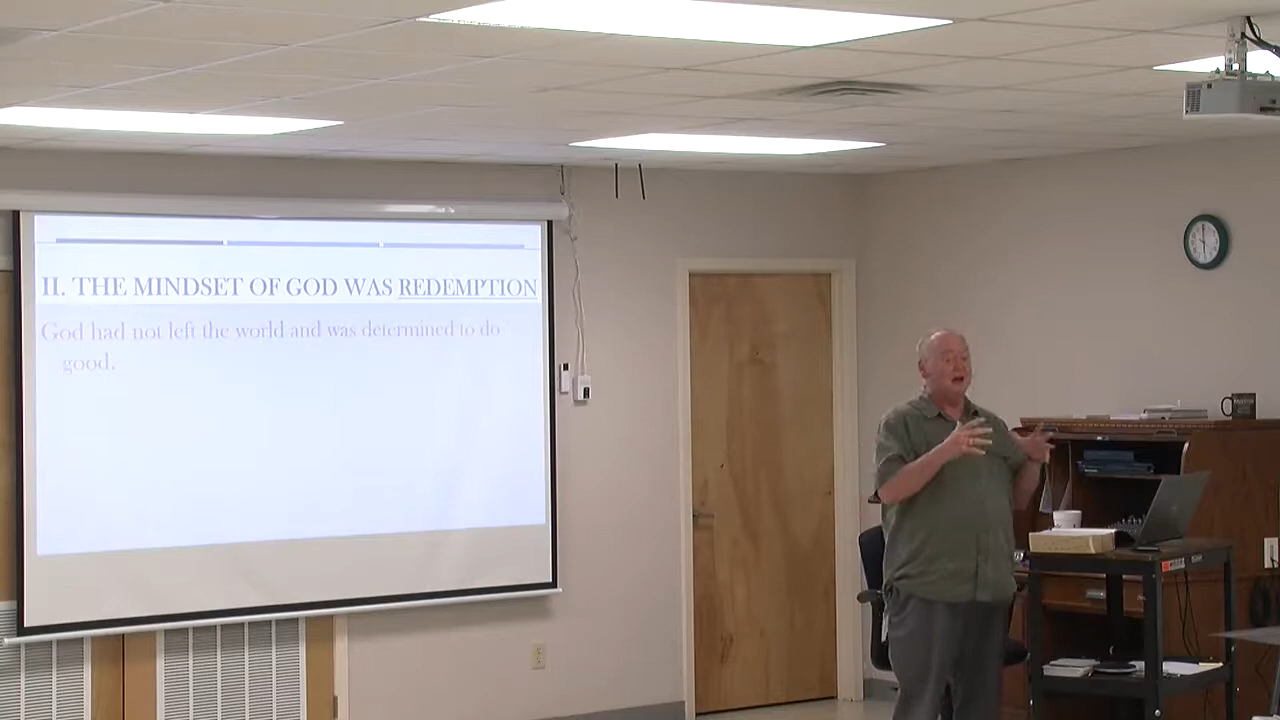 II. THE MINDSET OF GOD WAS REDEMPTION
God had not left the world and was determined to do
good.